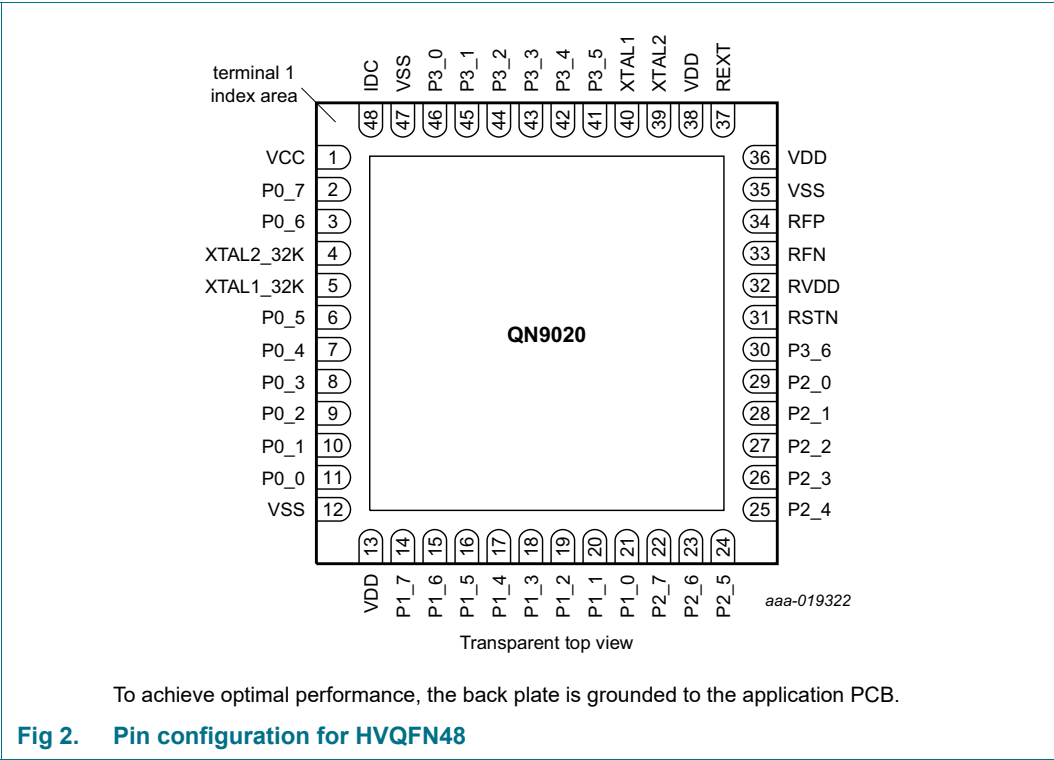 terminal 1
index area
IDC
VSS
P3_0
P3_1
P3_2
P3_3
P3_4
P3_5
XTAL1
XTAL2
VDD
REXT
48
47
46
45
44
43
42
41
40
39
38
37
VCC 1
P0_7 2
P0_6 3
XTAL2_32K 4
XTAL1_32K 5
P0_5 6
P0_4 7
P0_3 8
P0_2 9
P0_1 10
P0_0 11
VSS 12
QN9020
36 VDD
35 VSS
34 RFP
33 RFN
32 RVDD
31 RSTN
30 P3_6
29 P2_0
28 P2_1
27 P2_2
26 P2_3
25 P2_4
13
14
15
16
17
18
19
20
21
22
23
24
VDD
P1_7
P1_6
P1_5
P1_4
P1_3
P1_2
P1_1
P1_0
P2_7
P2_6
P2_5
aaa-019322
Transparent top view
To achieve optimal performance, the back plate is grounded to the application PCB.
Fig 2. Pin configuration for HVQFN48